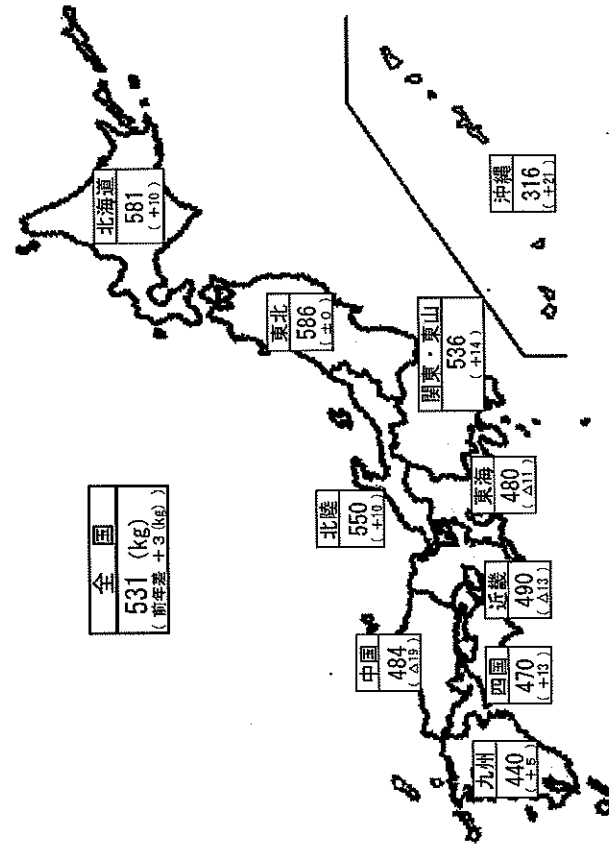 全国
531 (kg)
( 前年差 +3 (kg) )
北海道
581
( +10 )
東北
586
( ±0 )
関東・東山
536
( +14 )
北陸
550
( +10 )
東海
480
( △11 )
近畿
490
( △13 )
中国
484
( △19 )
四国
470
( +13 )
九州
440
( +5 )
沖縄
316
( +21 )